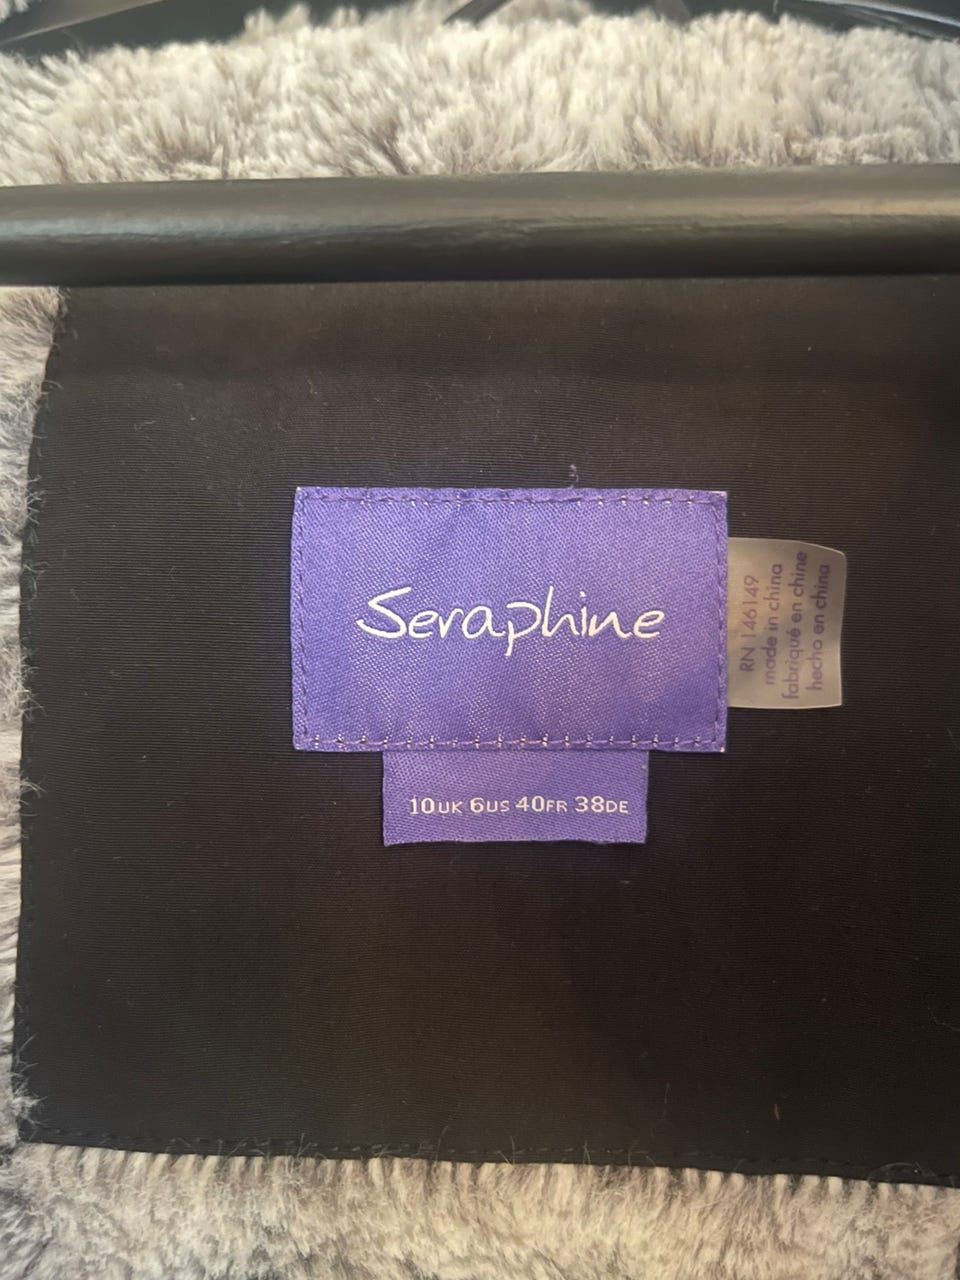 Seraphine
10UK 6US 40FR 38DE
RN 146149
made in china
fabriqué en chine
hecho en china